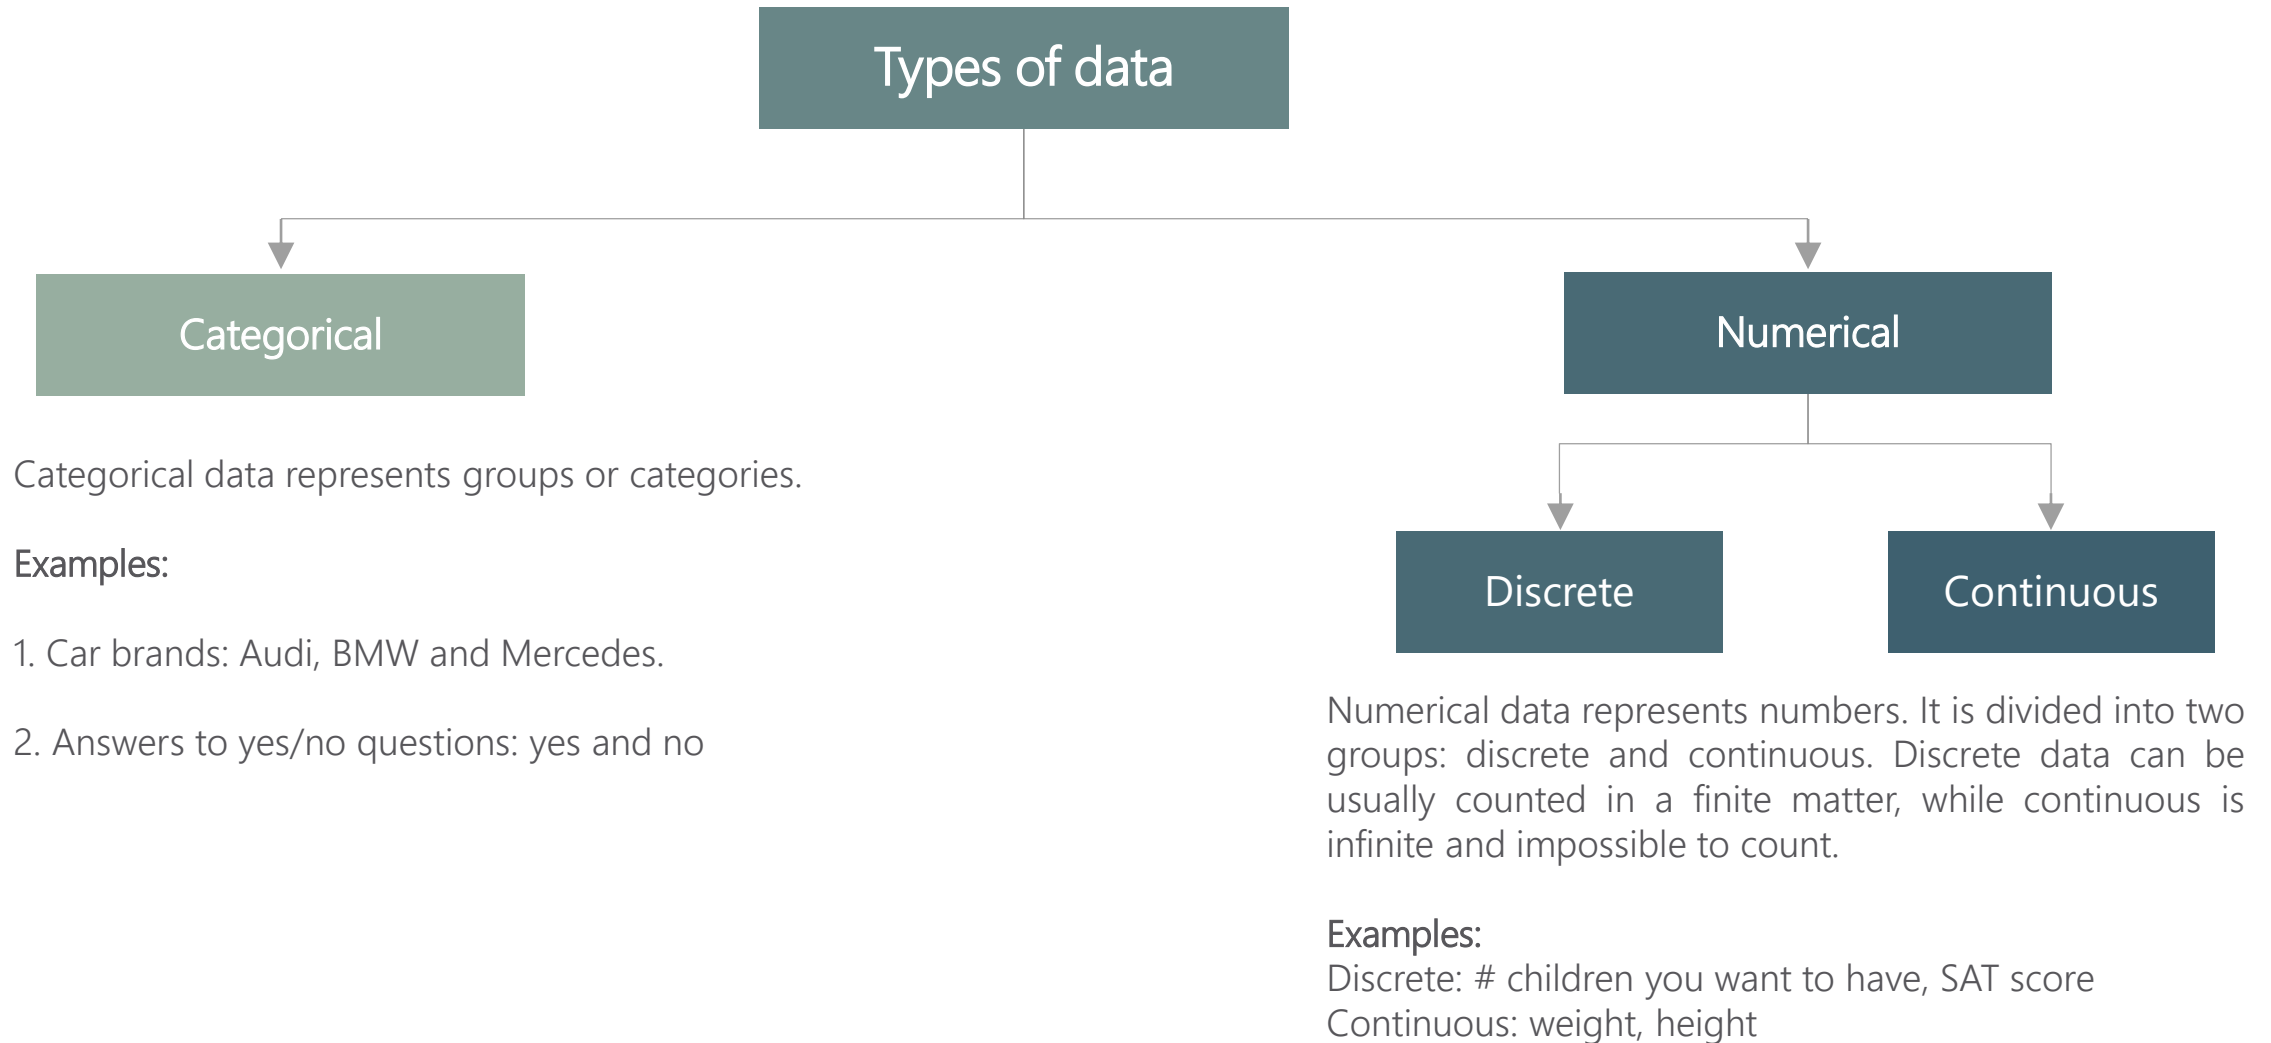 Types of data
Categorical
Numerical
Categorical data represents groups or categories.
Examples:
1. Car brands: Audi, BMW and Mercedes.
2. Answers to yes/no questions: yes and no
Discrete
Continuous
Numerical data represents numbers. It is divided into two
groups: discrete and continuous. Discrete data can be
usually counted in a finite matter, while continuous is
infinite and impossible to count.
Examples:
Discrete: # children you want to have, SAT score
Continuous: weight, height